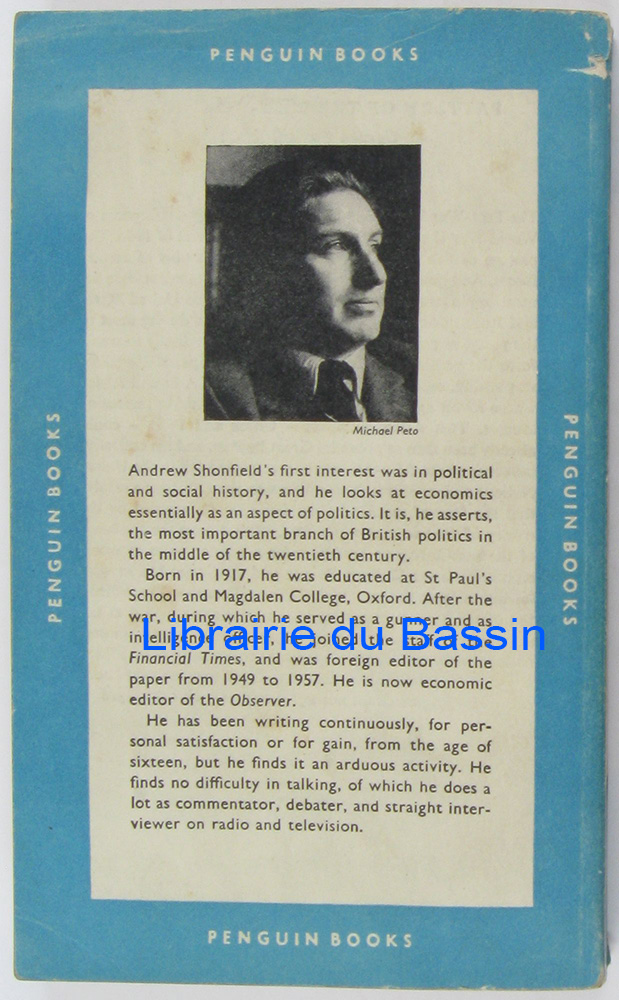 PENGUIN BOOKS
Michael Peto
Andrew Shonfield's first interest was in political
and social history, and he looks at economics
essentially as an aspect of politics. It is, he asserts,
the most important branch of British politics in
the middle of the twentieth century.
Born in 1917, he was educated at St Paul's
School and Magdalen College, Oxford. After the
war, during which he served as a gunner and as
intelligence officer, he joined the staff
Librairie du Bassin
Financial Times, and was foreign editor of the
paper from 1949 to 1957. He is now economic
editor of the Observer.
He has been writing continuously, for per-
sonal satisfaction or for gain, from the age of
sixteen, but he finds it an arduous activity. He
finds no difficulty in talking, of which he does a
lot as commentator, debater, and straight inter-
viewer on radio and television.
PENGUIN BOOKS
PENGUIN BOOKS
PENGUIN BOOKS